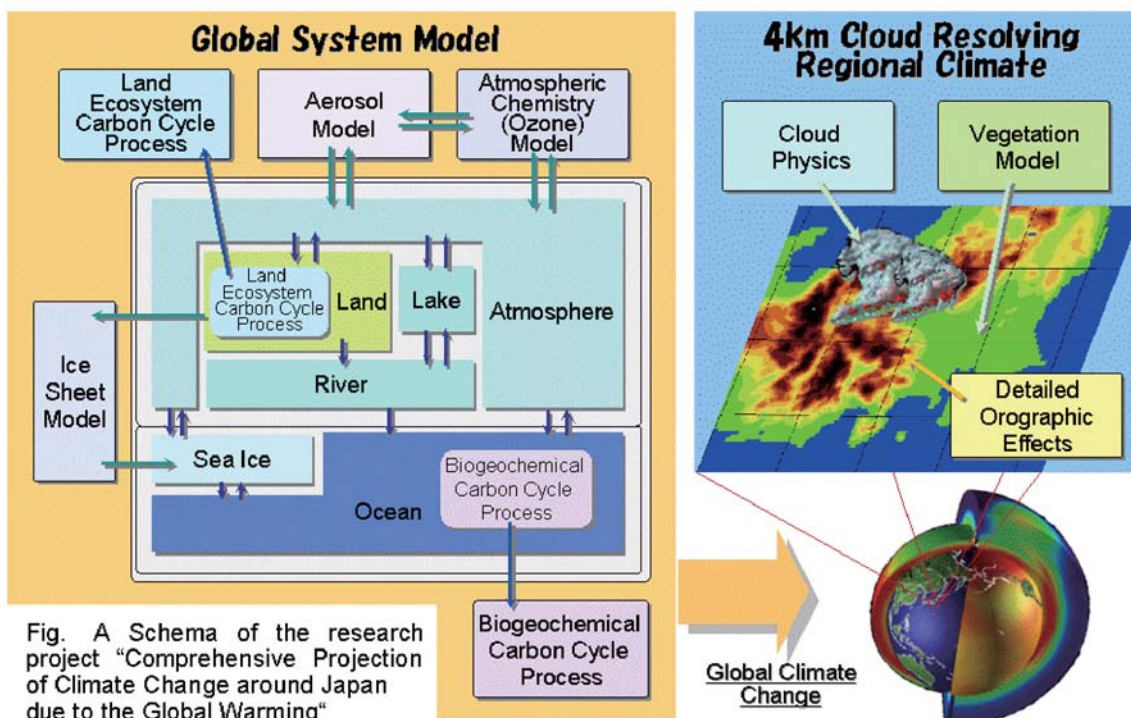 Global System Model
Land
Ecosystem
Carbon Cycle
Process
Aerosol
Model
Atmospheric
Chemistry
(Ozone)
Model
Land
Ecosystem
Carbon Cycle
Process
Land
Lake
Atmosphere
River
Ice
Sheet
Model
Sea Ice
Ocean
Biogeochemical
Carbon Cycle
Process
Biogeochemical
Carbon Cycle
Process
Fig. A Schema of the research
project “Comprehensive Projection
of Climate Change around Japan
due to the Global Warming“
4km Cloud Resolving
Regional Climate
Cloud
Physics
Vegetation
Model
Detailed
Orographic
Effects
Global Climate
Change